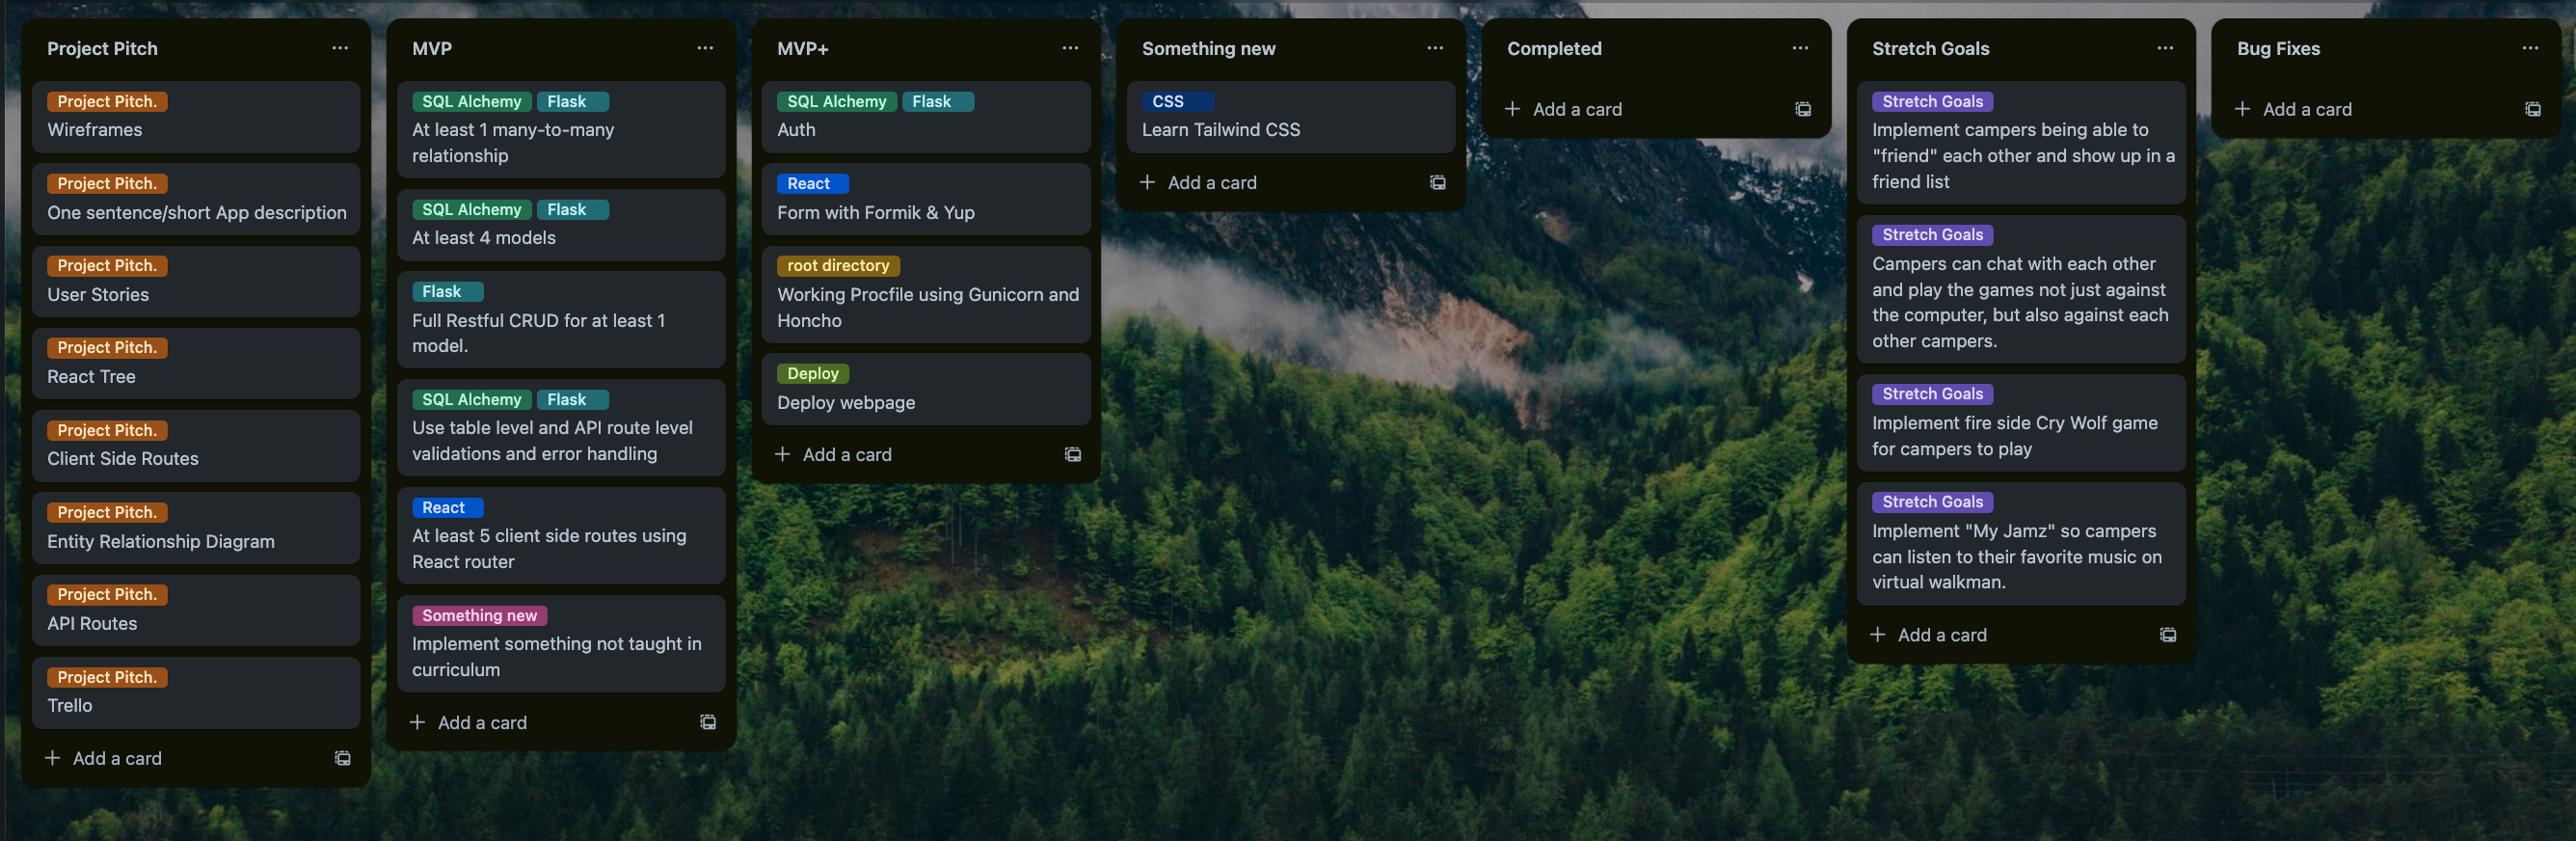 Project Pitch
Project Pitch.
Wireframes
Project Pitch.
One sentence/short App description
Project Pitch.
User Stories
Project Pitch.
React Tree
Project Pitch.
Client Side Routes
Project Pitch.
Entity Relationship Diagram
Project Pitch.
API Routes
Project Pitch.
Trello
Add a card
MVP
SQL Alchemy Flask
At least 1 many-to-many
relationship
SQL Alchemy Flask
At least 4 models
Flask
Full Restful CRUD for at least 1
model.
SQL Alchemy Flask
Use table level and API route level
validations and error handling
React
At least 5 client side routes using
React router
Something new
Implement something not taught in
curriculum
Add a card
MVP+
SQL Alchemy Flask
Auth
React
Form with Formik & Yup
root directory
Working Procfile using Gunicorn and
Honcho
Deploy
Deploy webpage
Add a card
Something new
CSS
Learn Tailwind CSS
Add a card
Completed
Add a card
Stretch Goals
Stretch Goals
Implement campers being able to
"friend" each other and show up in a
friend list
Stretch Goals
Campers can chat with each other
and play the games not just against
the computer, but also against each
other campers.
Stretch Goals
Implement fire side Cry Wolf game
for campers to play
Stretch Goals
Implement "My Jamz" so campers
can listen to their favorite music on
virtual walkman.
Add a card
Bug Fixes
Add a card